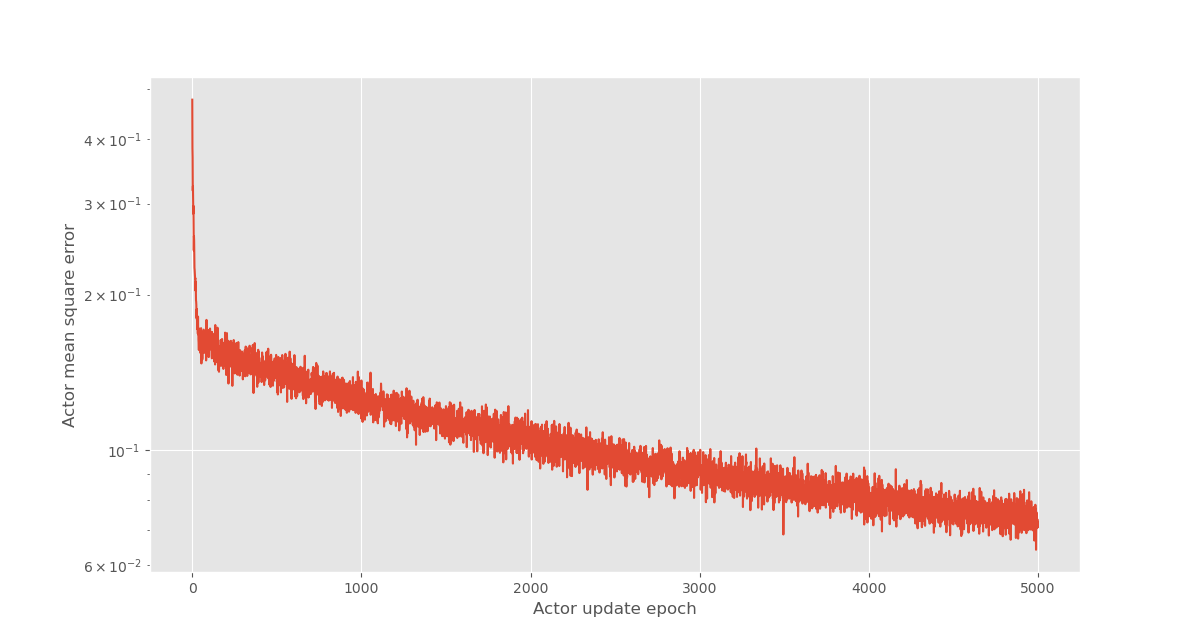 Actor mean square error
4 × 10⁻¹
3 × 10⁻¹
2 × 10⁻¹
10⁻¹
6 × 10⁻²
0 1000 2000 3000 4000 5000
Actor update epoch